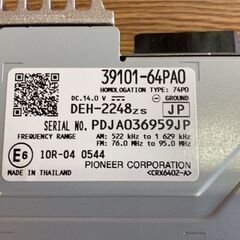 39101-64PA0
HOMOLOGATION TYPE: 74P0
DC.14.0 V GROUND
DEH-2248zs JP
SERIAL NO. PDJA036959JP
FREQUENCY RANGE AM: 522 kHz to 1 629 kHz
FM: 76.0 MHz to 95.0 MHz
E6 10R-04 0544
PIONEER CORPORATION
MADE IN THAILAND <CRX6402-A>